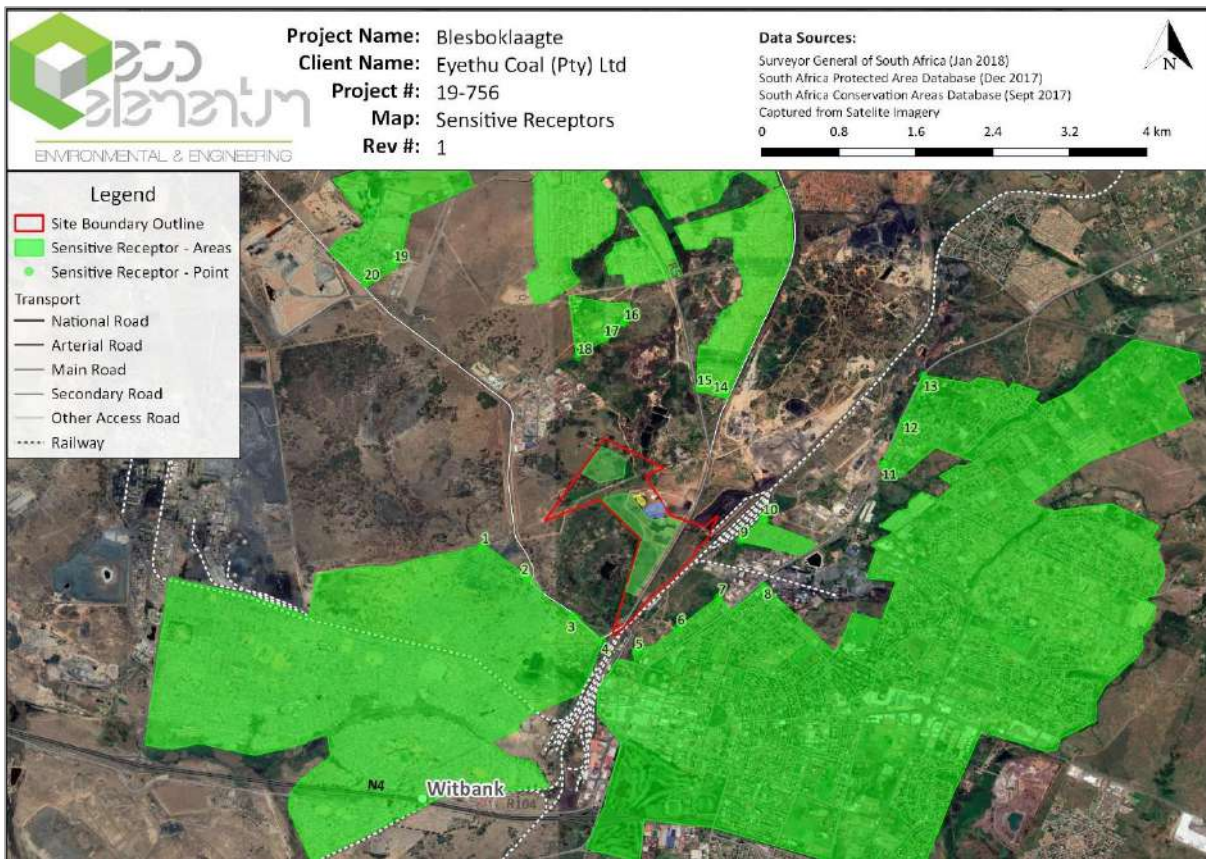 eco
elementum
ENVIRONMENTAL & ENGINEERING
Project Name: Blesboklaagte
Client Name: Eyethu Coal (Pty) Ltd
Project #: 19-756
Map: Sensitive Receptors
Rev #: 1
Data Sources:
Surveyor General of South Africa (Jan 2018)
South Africa Protected Area Database (Dec 2017)
South Africa Conservation Areas Database (Sept 2017)
Captured from Satelite Imagery
N
0 0.8 1.6 2.4 3.2 4 km
Legend
Site Boundary Outline
Sensitive Receptor - Areas
Sensitive Receptor - Point
Transport
National Road
Arterial Road
Main Road
Secondary Road
Other Access Road
Railway
19
20
16
17
18
15
14
13
12
11
10
9
1
2
7
8
3
6
4
5
N4
Witbank
R104